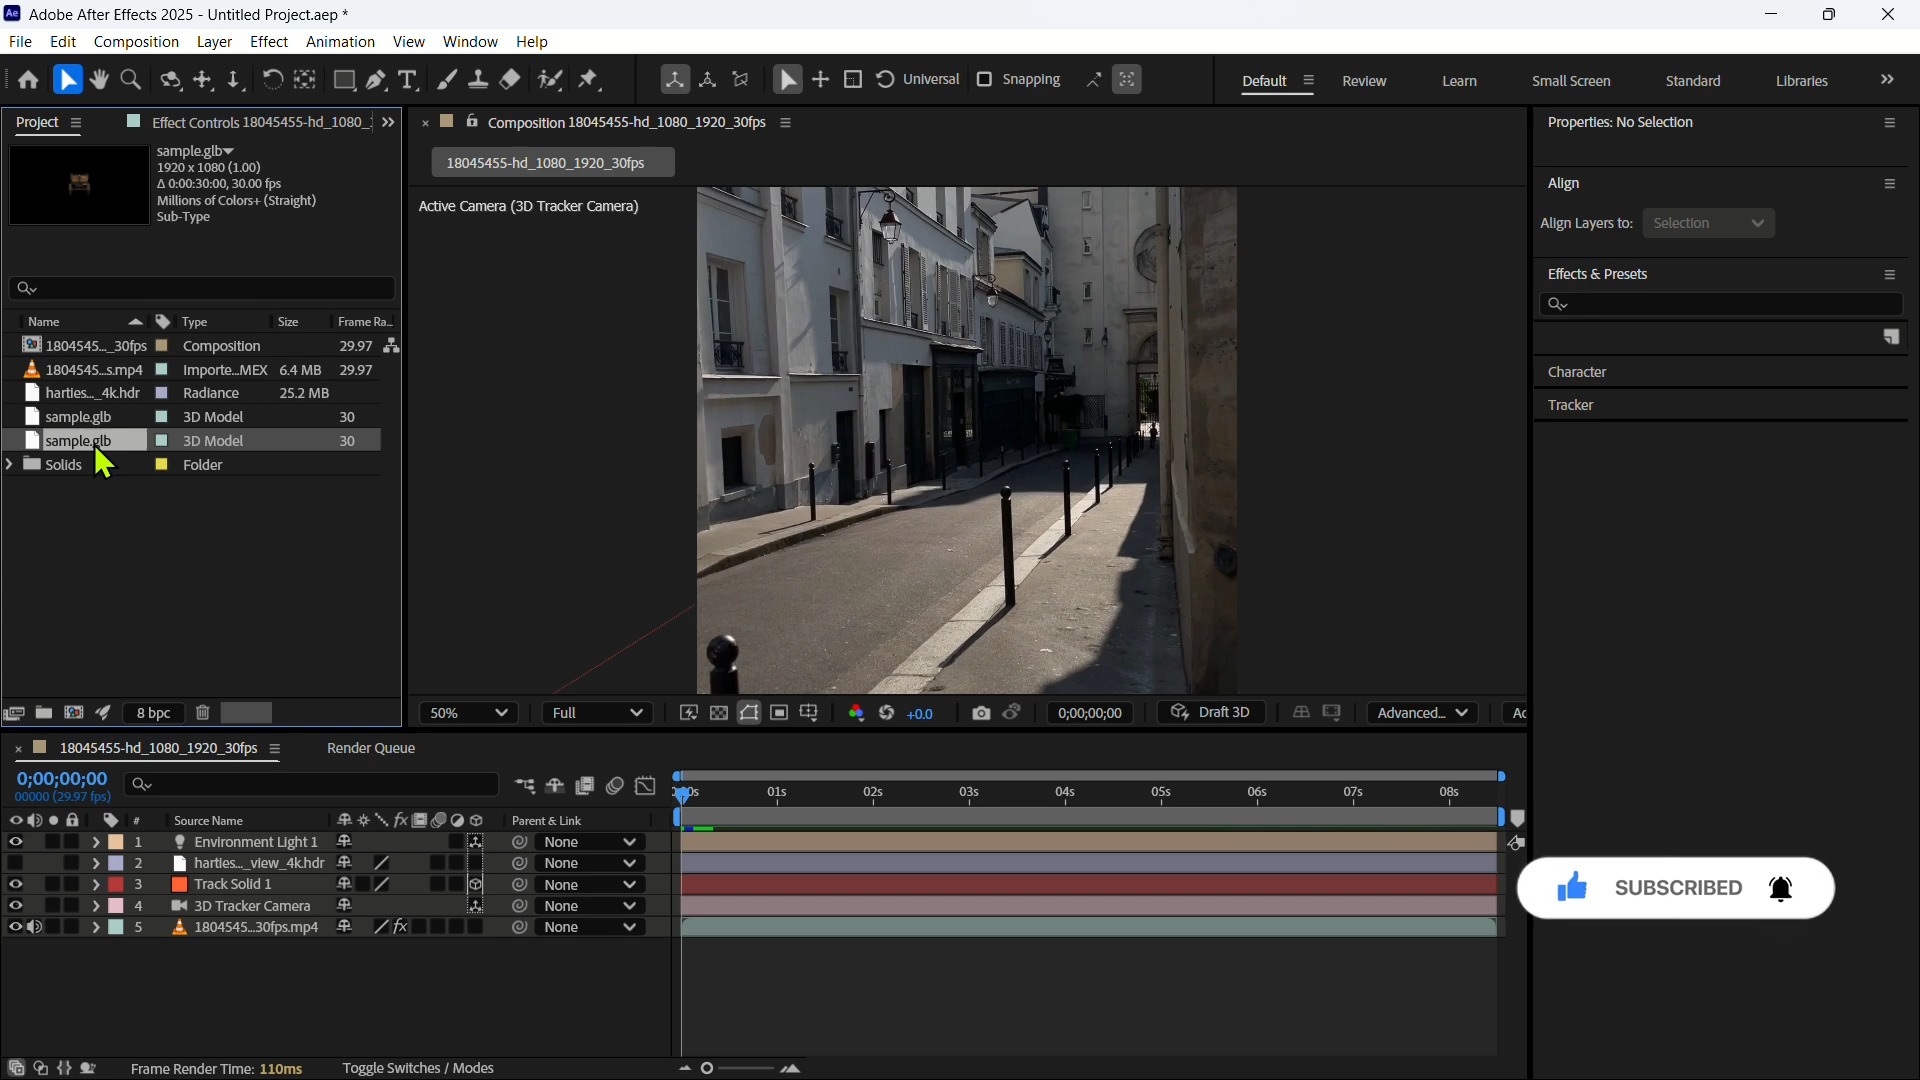 Ae Adobe After Effects 2025 - Untitled Project.aep *
File Edit Composition Layer Effect Animation View Window Help
Universal Snapping Default Review Learn Small Screen Standard Libraries
Project Effect Controls 18045455-hd_1080_
sample.glb
1920 x 1080 (1.00)
Δ 0:00:30:00, 30.00 fps
Millions of Colors+ (Straight)
Sub-Type
Name Type Size Frame Ra...
1804545..._30fps Composition 29.97
1804545...s.mp4 Importe...MEX 6.4 MB 29.97
harties..._4k.hdr Radiance 25.2 MB
sample.glb 3D Model 30
sample.glb 3D Model 30
Solids Folder
8 bpc
Composition 18045455-hd_1080_1920_30fps
18045455-hd_1080_1920_30fps
Active Camera (3D Tracker Camera)
50% Full +0.0 0;00;00;00 Draft 3D Advanced... Ac
Properties: No Selection
Align
Align Layers to: Selection
Effects & Presets
Character
Tracker
18045455-hd_1080_1920_30fps Render Queue
0;00;00;00
00000 (29.97 fps)
01s 02s 03s 04s 05s 06s 07s 08s
# Source Name fx Parent & Link
1 Environment Light 1 None
2 harties..._view_4k.hdr None
3 Track Solid 1 None
4 3D Tracker Camera None
5 1804545...30fps.mp4 fx None
SUBSCRIBED
Frame Render Time: 110ms Toggle Switches / Modes